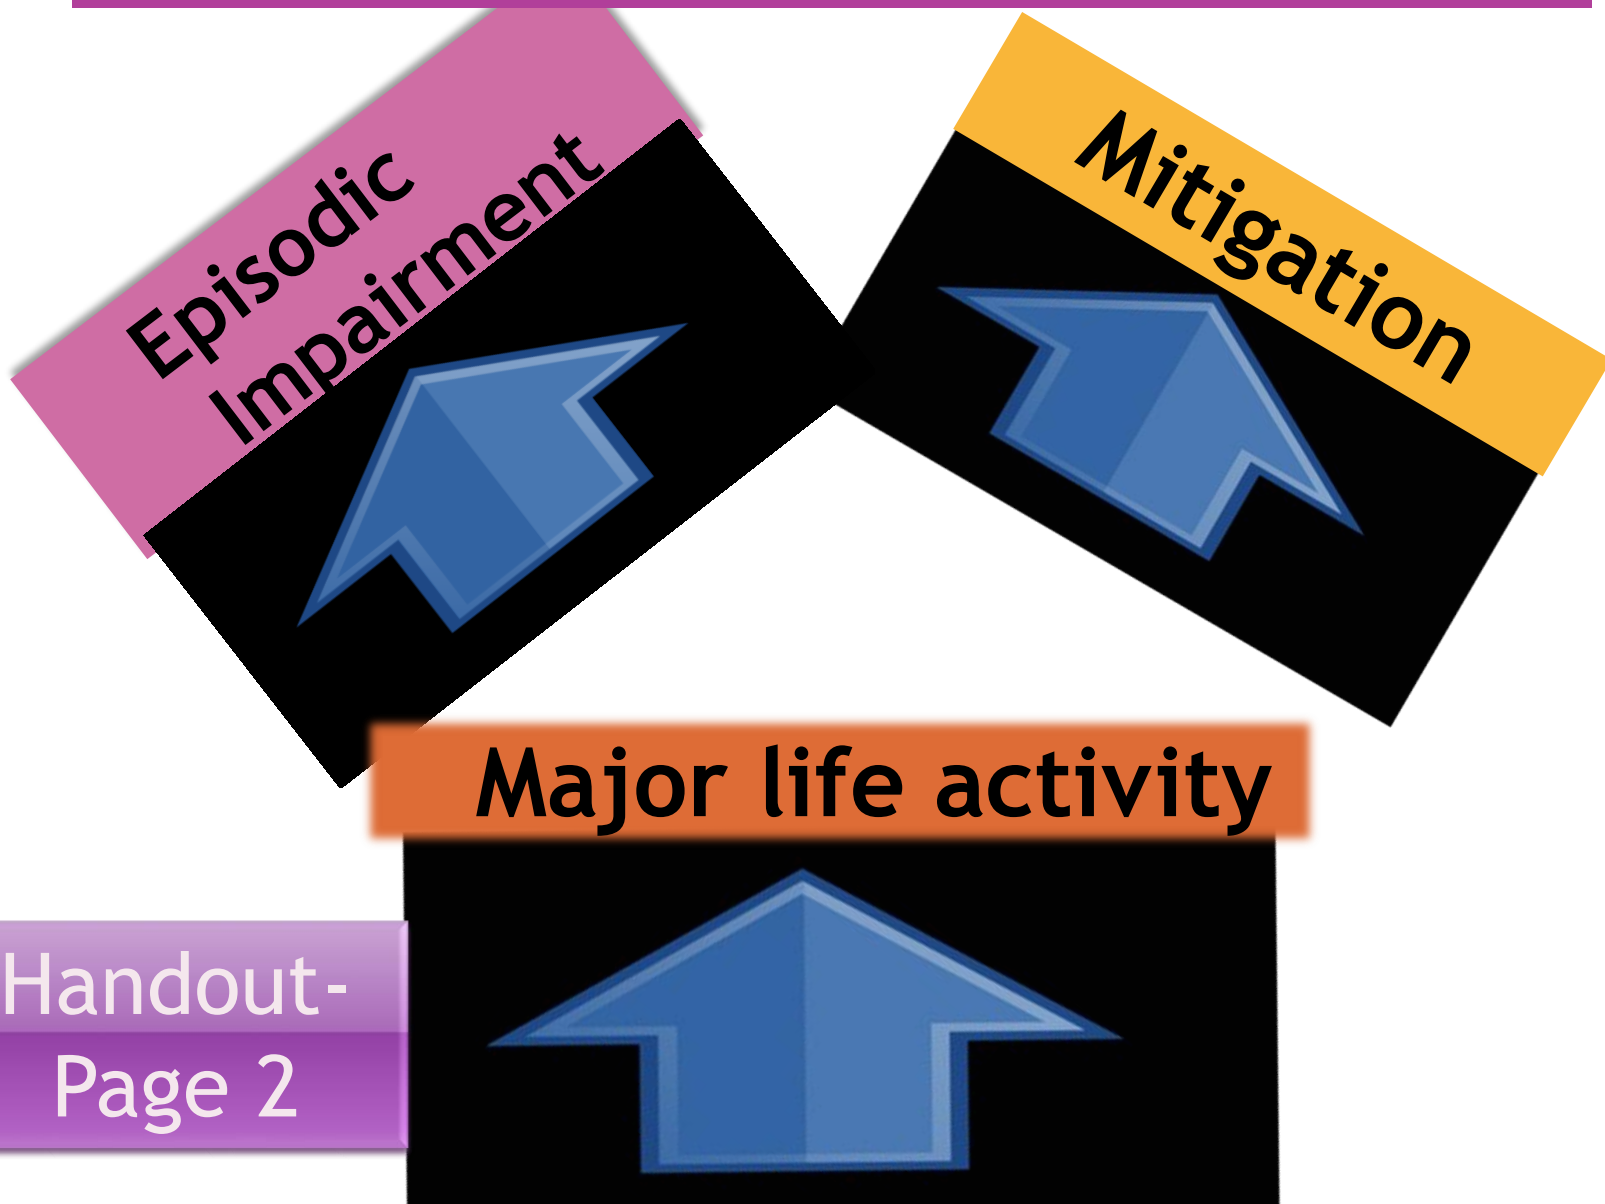 Episodic
Impairment
Mitigation
Major life activity
Handout-
Page 2